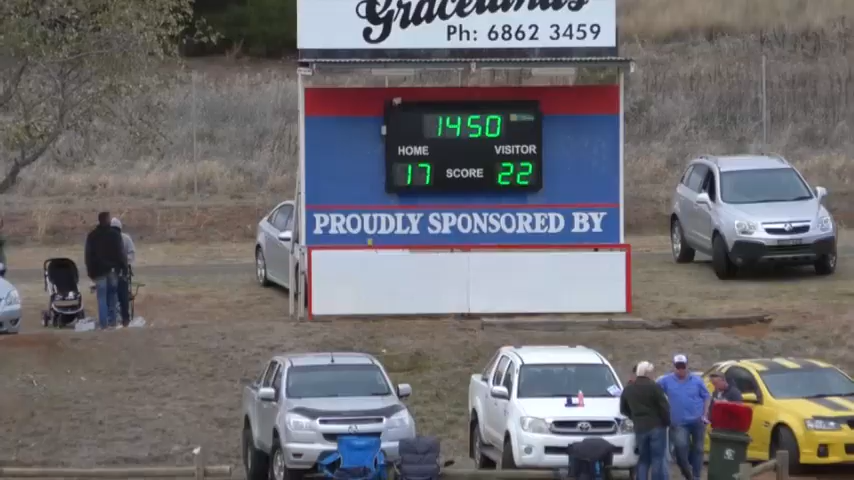 Gracelands
Ph: 6862 3459
1450
HOME VISITOR
17 SCORE 22
PROUDLY SPONSORED BY